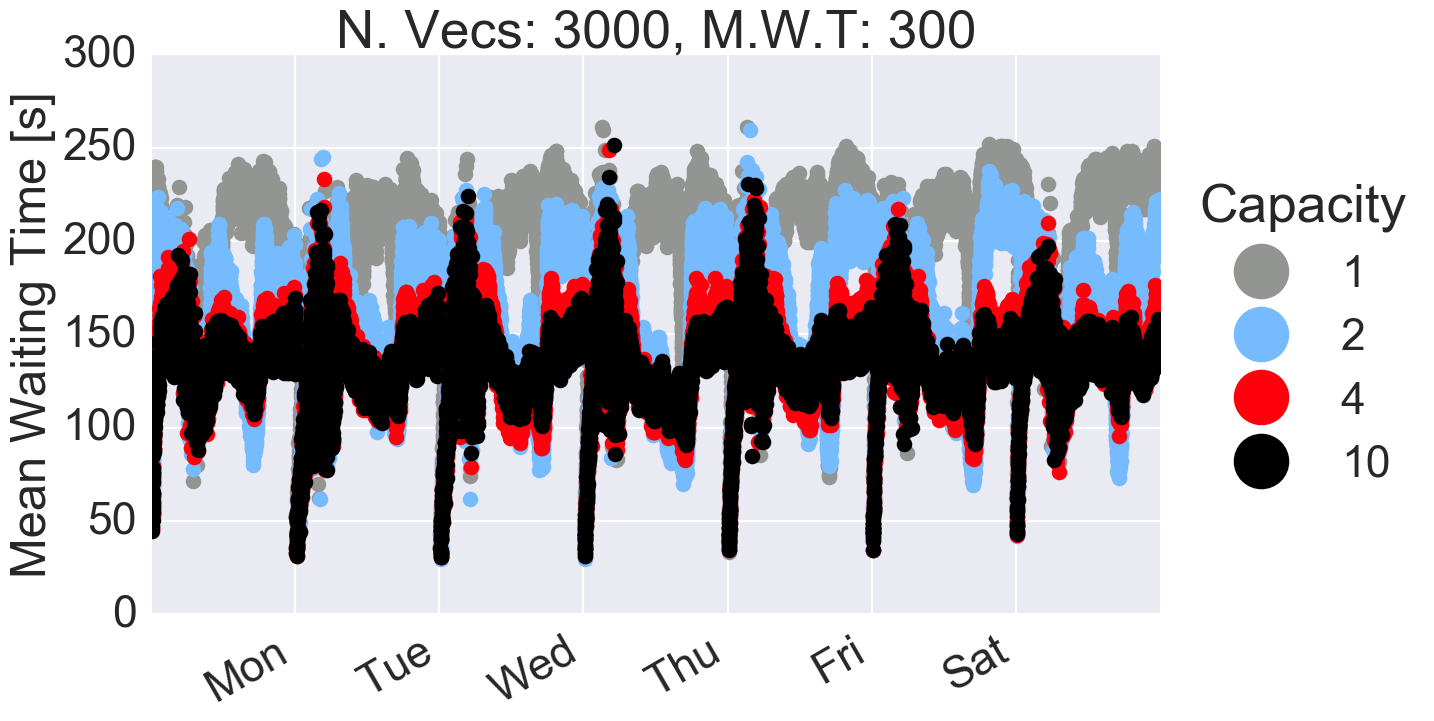 N. Vecs: 3000, M.W.T: 300
Mean Waiting Time [s]
300
250
200
150
100
50
0
Mon
Tue
Wed
Thu
Fri
Sat
Capacity
1
2
4
10